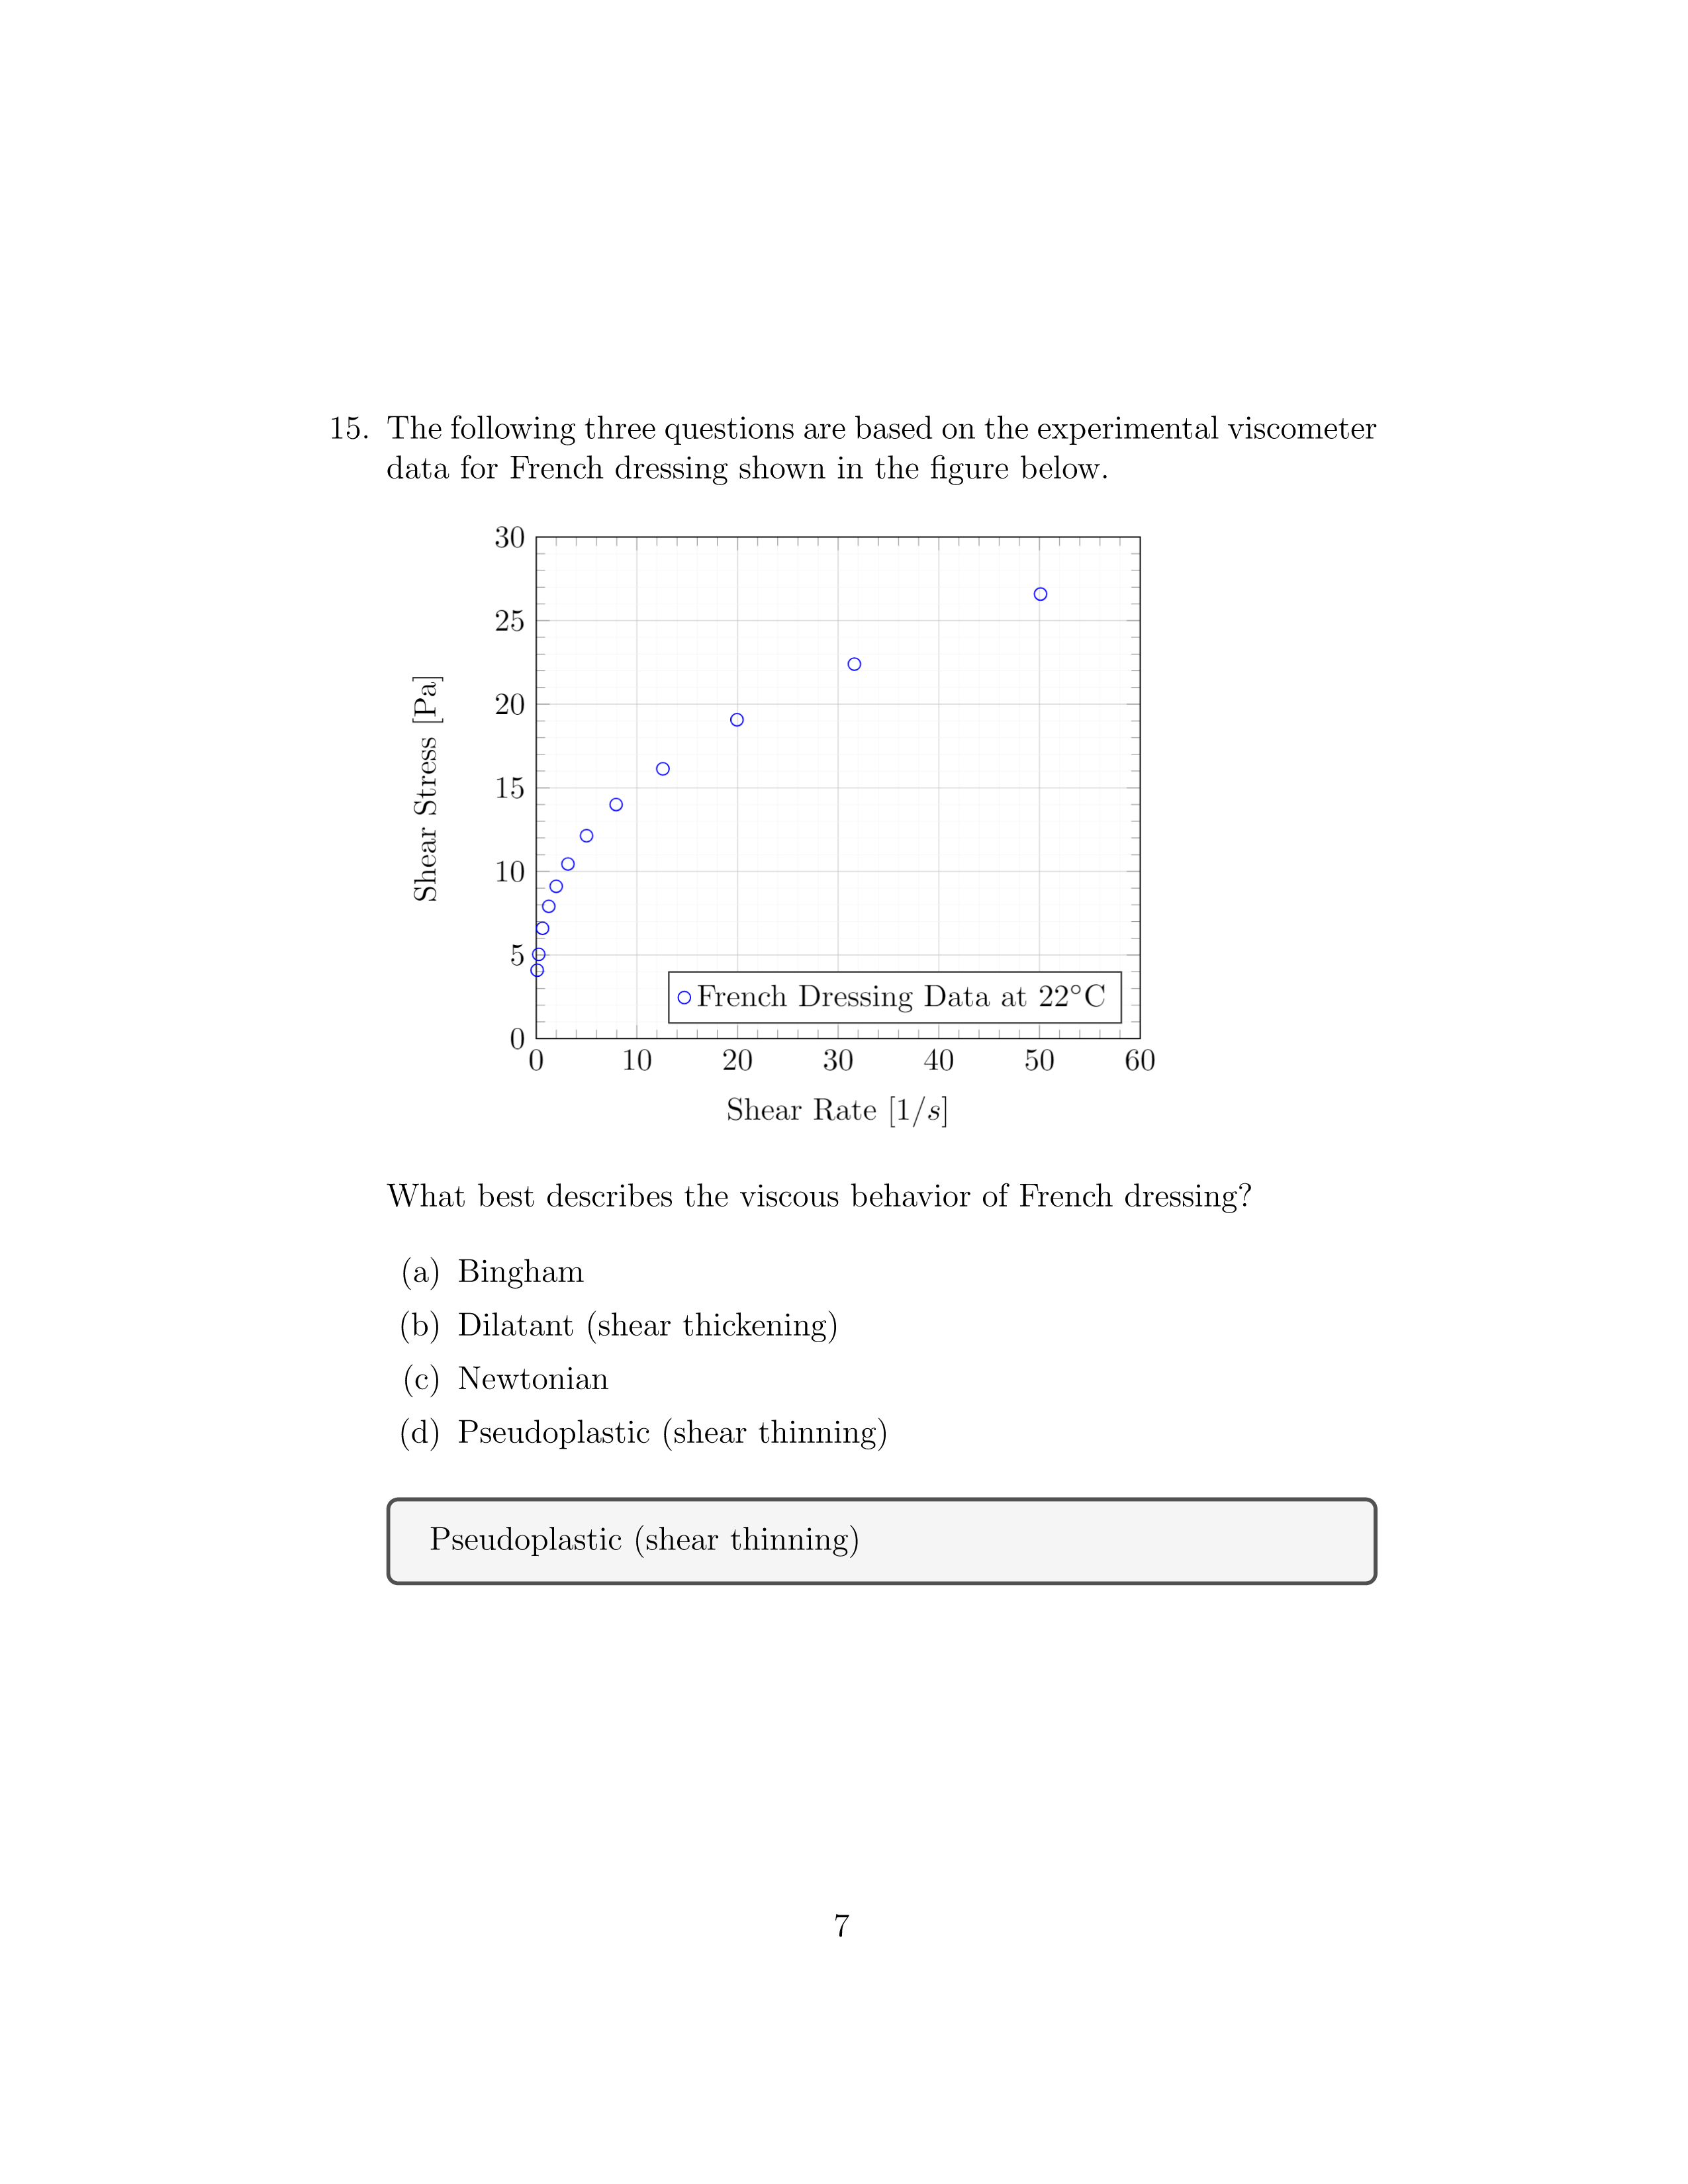 15. The following three questions are based on the experimental viscometer
data for French dressing shown in the figure below.
30
25
20
15
10
5
0
Shear Stress [Pa]
French Dressing Data at 22°C
0 10 20 30 40 50 60
Shear Rate [1/s]
What best describes the viscous behavior of French dressing?
(a) Bingham
(b) Dilatant (shear thickening)
(c) Newtonian
(d) Pseudoplastic (shear thinning)
Pseudoplastic (shear thinning)
7